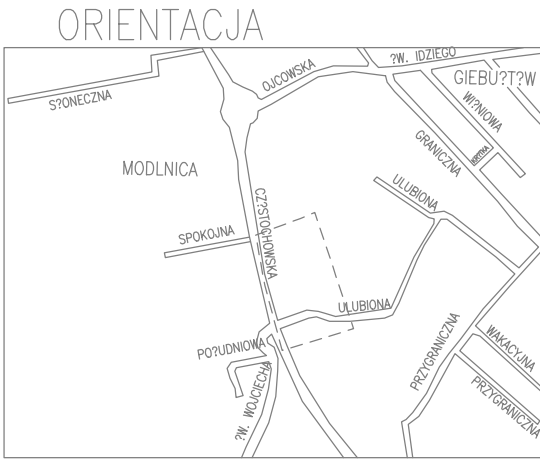 ORIENTACJA
?W. IDZIEGO
OJCOWSKA
GIEBU?T?W
S?ONECZNA
WI?NIOWA
GRANICZNA
KRÓTKA
MODLNICA
ULUBIONA
CZ?STOCHOWSKA
SPOKOJNA
ULUBIONA
PO?UDNIOWA
PRZYGRANICZNA
WAKACYJNA
?W. WOJCIECHA
PRZYGRANICZNA